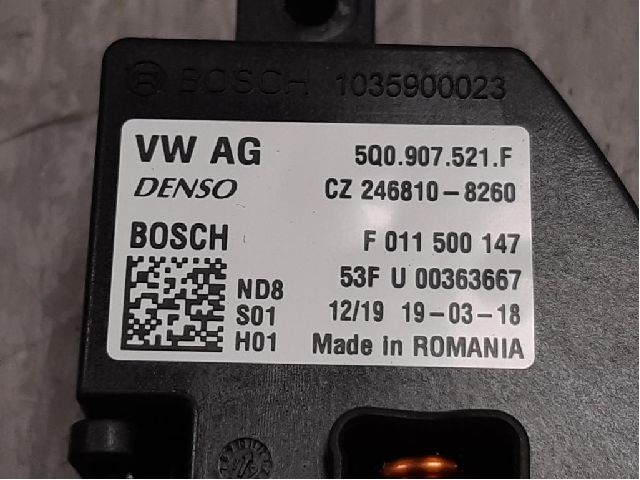 BOSCH 1035900023
VW AG 5Q0.907.521.F
DENSO CZ 246810-8260
BOSCH F 011 500 147
53F U 00363667
ND8
S01 12/19 19-03-18
H01 Made in ROMANIA